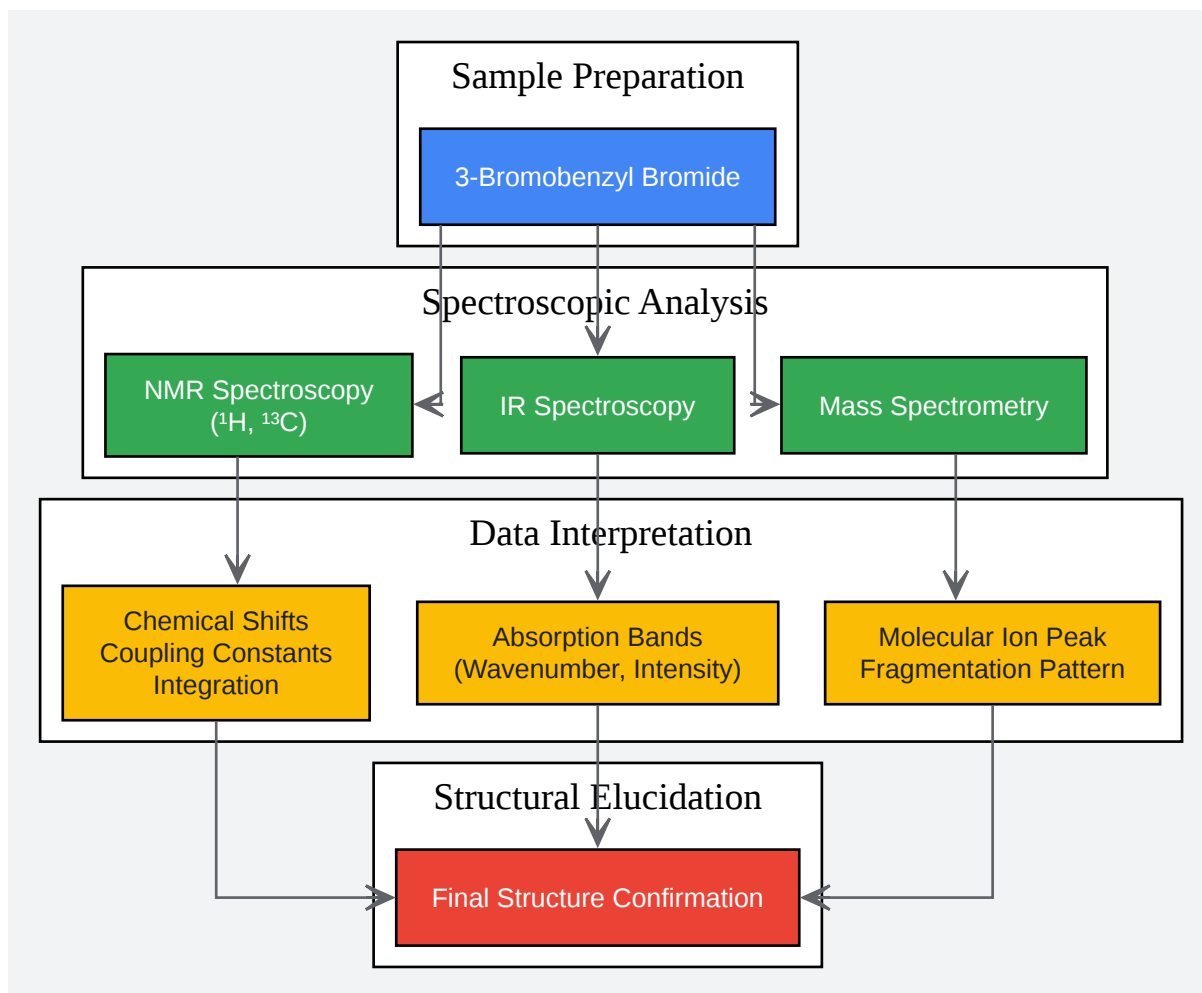 Sample Preparation
3-Bromobenzyl Bromide
Spectroscopic Analysis
NMR Spectroscopy
(¹H, ¹³C)
IR Spectroscopy
Mass Spectrometry
Data Interpretation
Chemical Shifts
Coupling Constants
Integration
Absorption Bands
(Wavenumber, Intensity)
Molecular Ion Peak
Fragmentation Pattern
Structural Elucidation
Final Structure Confirmation